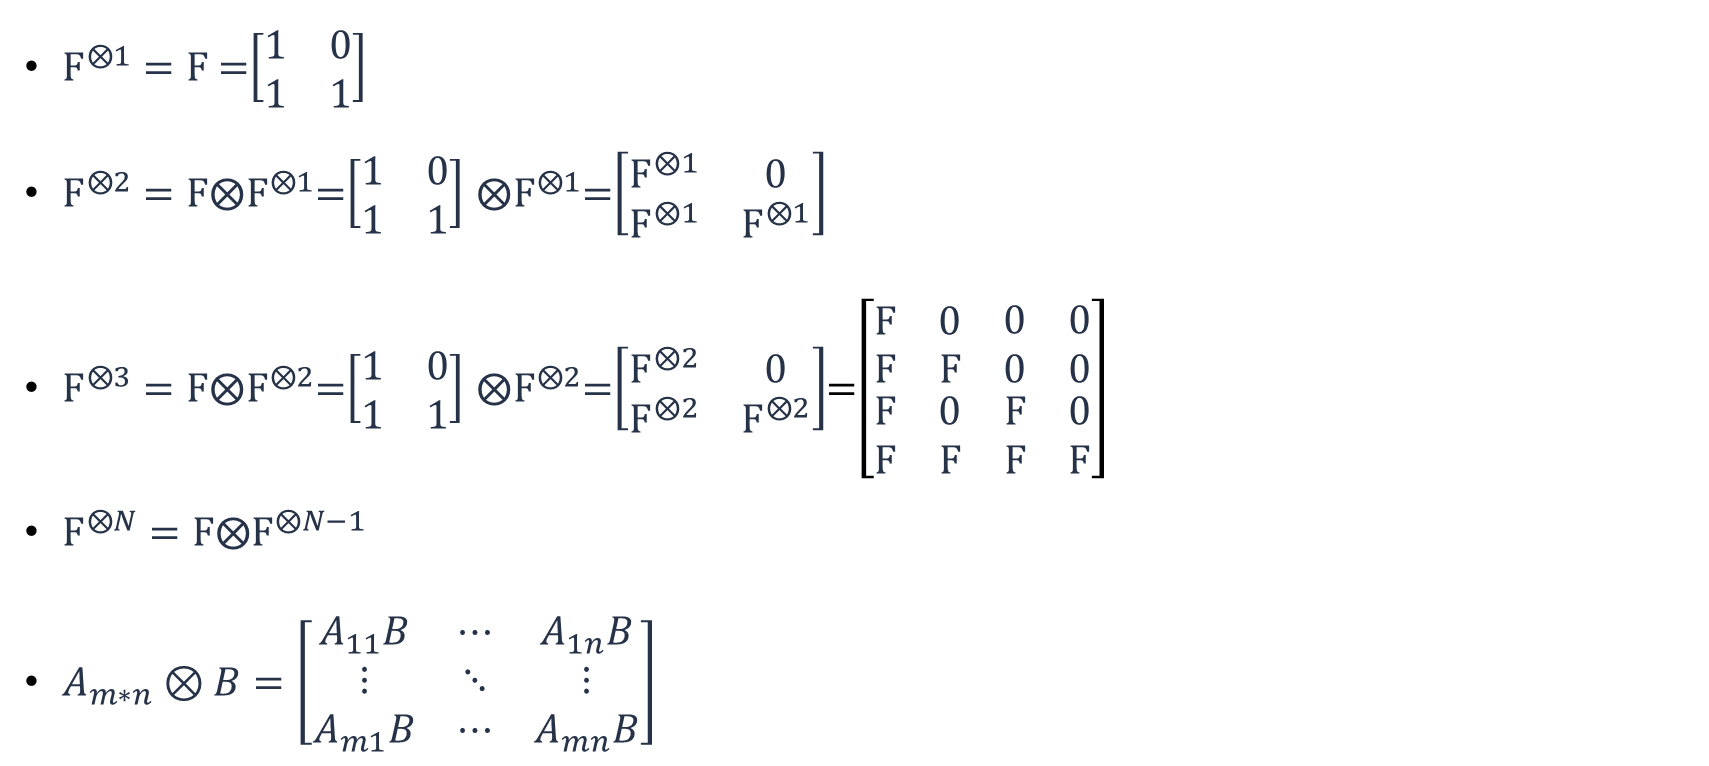 • F^{⊗1} = F = [1 0; 1 1]
• F^{⊗2} = F⊗F^{⊗1} = [1 0; 1 1] ⊗F^{⊗1} = [F^{⊗1} 0; F^{⊗1} F^{⊗1}]
• F^{⊗3} = F⊗F^{⊗2} = [1 0; 1 1] ⊗F^{⊗2} = [F^{⊗2} 0; F^{⊗2} F^{⊗2}] = [F 0 0 0; F F 0 0; F 0 F 0; F F F F]
• F^{⊗N} = F⊗F^{⊗N−1}
• A_{m∗n} ⊗ B = [A_{11}B ⋯ A_{1n}B; ⋮ ⋱ ⋮; A_{m1}B ⋯ A_{mn}B]